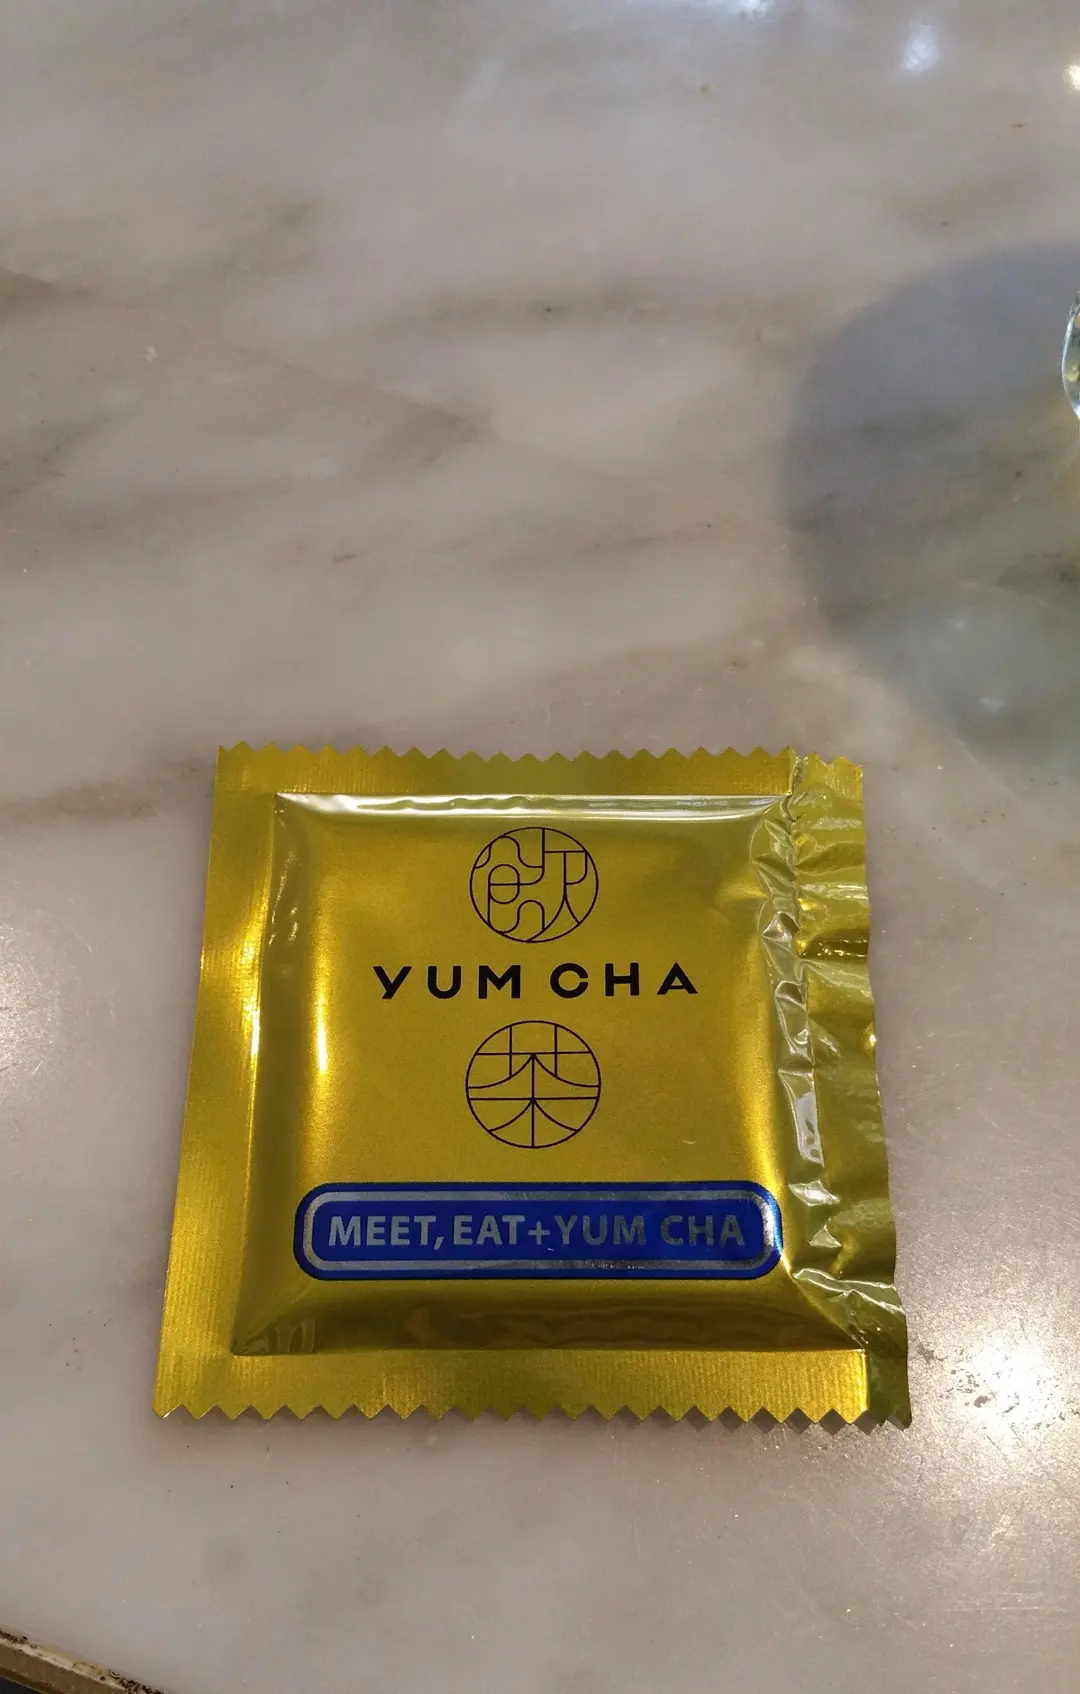 飲
YUM CHA
茶
MEET, EAT+YUM CHA